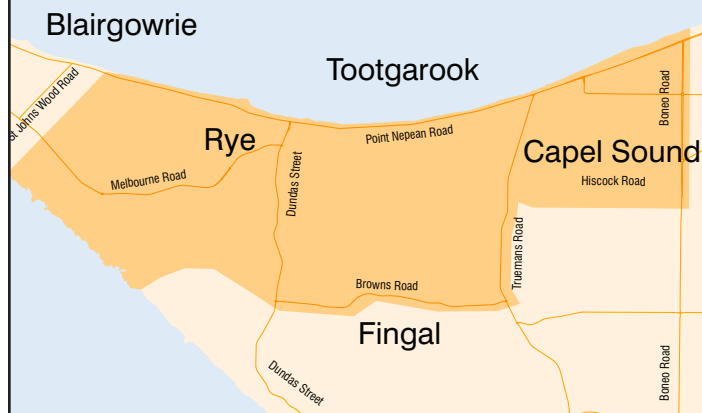 Blairgowrie
Tootgarook
St Johns Wood Road
Boneo Road
Rye
Point Nepean Road
Capel Sound
Melbourne Road
Dundas Street
Hiscock Road
Truemans Road
Browns Road
Fingal
Dundas Street
Boneo Road